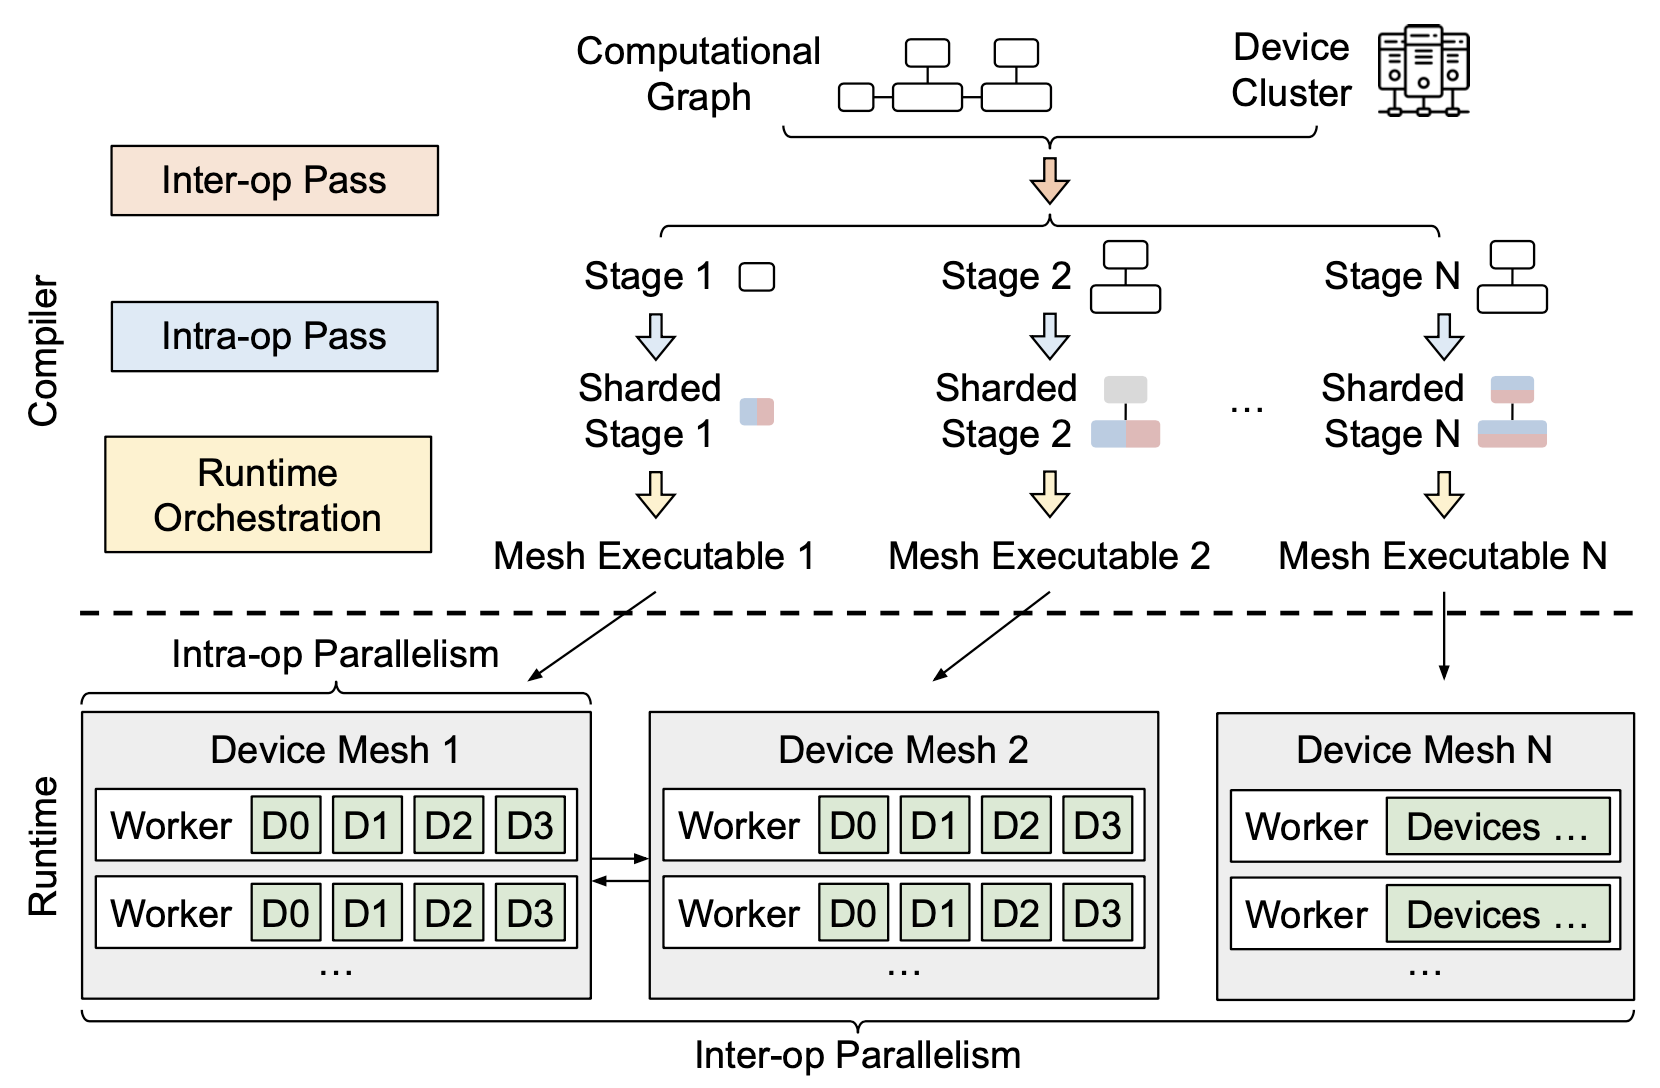 Computational
Graph
Device
Cluster
Inter-op Pass
Compiler
Stage 1
Stage 2
Stage N
Intra-op Pass
Sharded
Stage 1
Sharded
Stage 2
...
Sharded
Stage N
Runtime
Orchestration
Mesh Executable 1
Mesh Executable 2
Mesh Executable N
Intra-op Parallelism
Runtime
Device Mesh 1
Worker D0 D1 D2 D3
Worker D0 D1 D2 D3
...
Device Mesh 2
Worker D0 D1 D2 D3
Worker D0 D1 D2 D3
...
Device Mesh N
Worker Devices ...
Worker Devices ...
...
Inter-op Parallelism